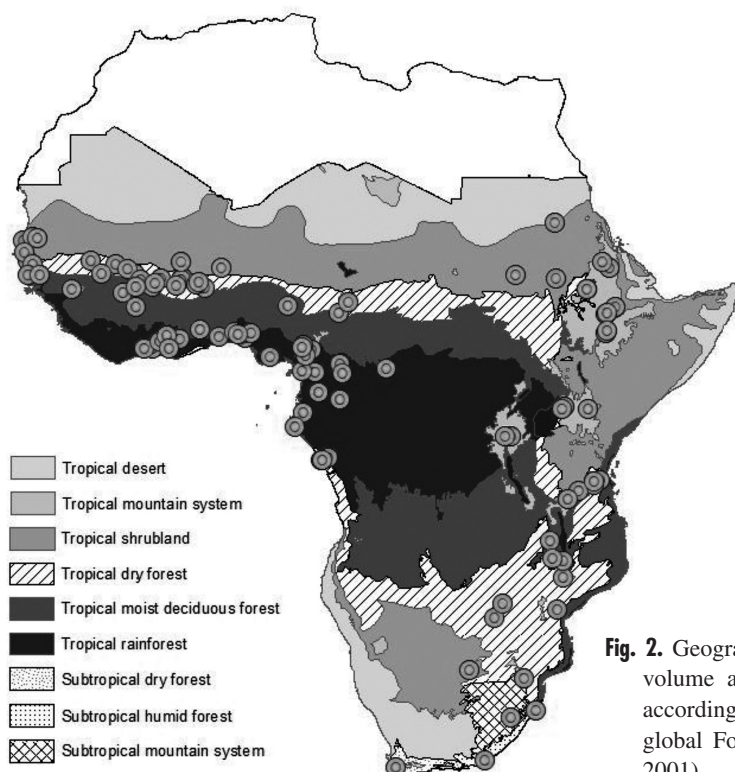 Tropical desert
Tropical mountain system
Tropical shrubland
Tropical dry forest
Tropical moist deciduous forest
Tropical rainforest
Subtropical dry forest
Subtropical humid forest
Subtropical mountain system
Fig. 2. Geogra
volume a
according
global Fo
2001)